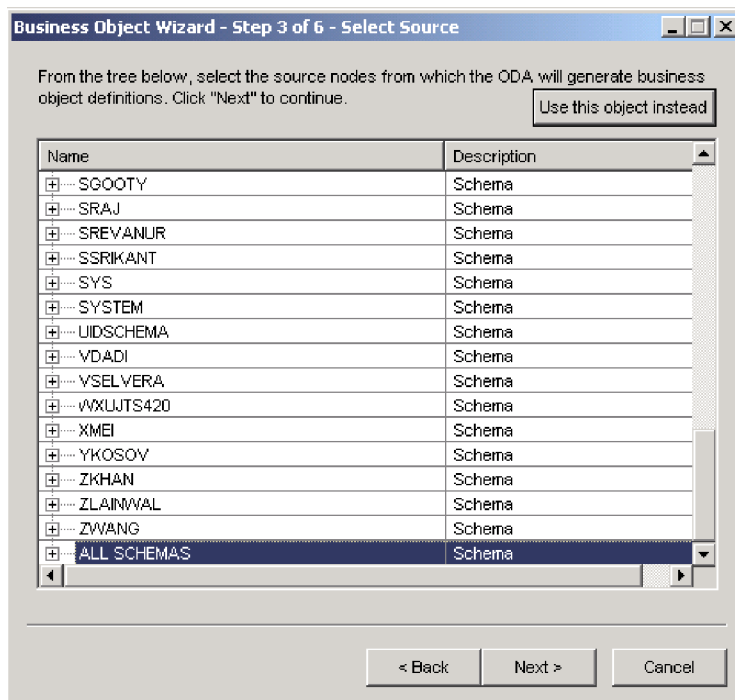 Business Object Wizard - Step 3 of 6 - Select Source
From the tree below, select the source nodes from which the ODA will generate business
object definitions. Click "Next" to continue.
Use this object instead
Name Description
SGOOTY Schema
SRAJ Schema
SREVANUR Schema
SSRIKANT Schema
SYS Schema
SYSTEM Schema
UIDSCHEMA Schema
VDADI Schema
VSELVERA Schema
WXUJTS420 Schema
XMEI Schema
YKOSOV Schema
ZKHAN Schema
ZLAINWAL Schema
ZWANG Schema
ALL SCHEMAS Schema
< Back Next > Cancel